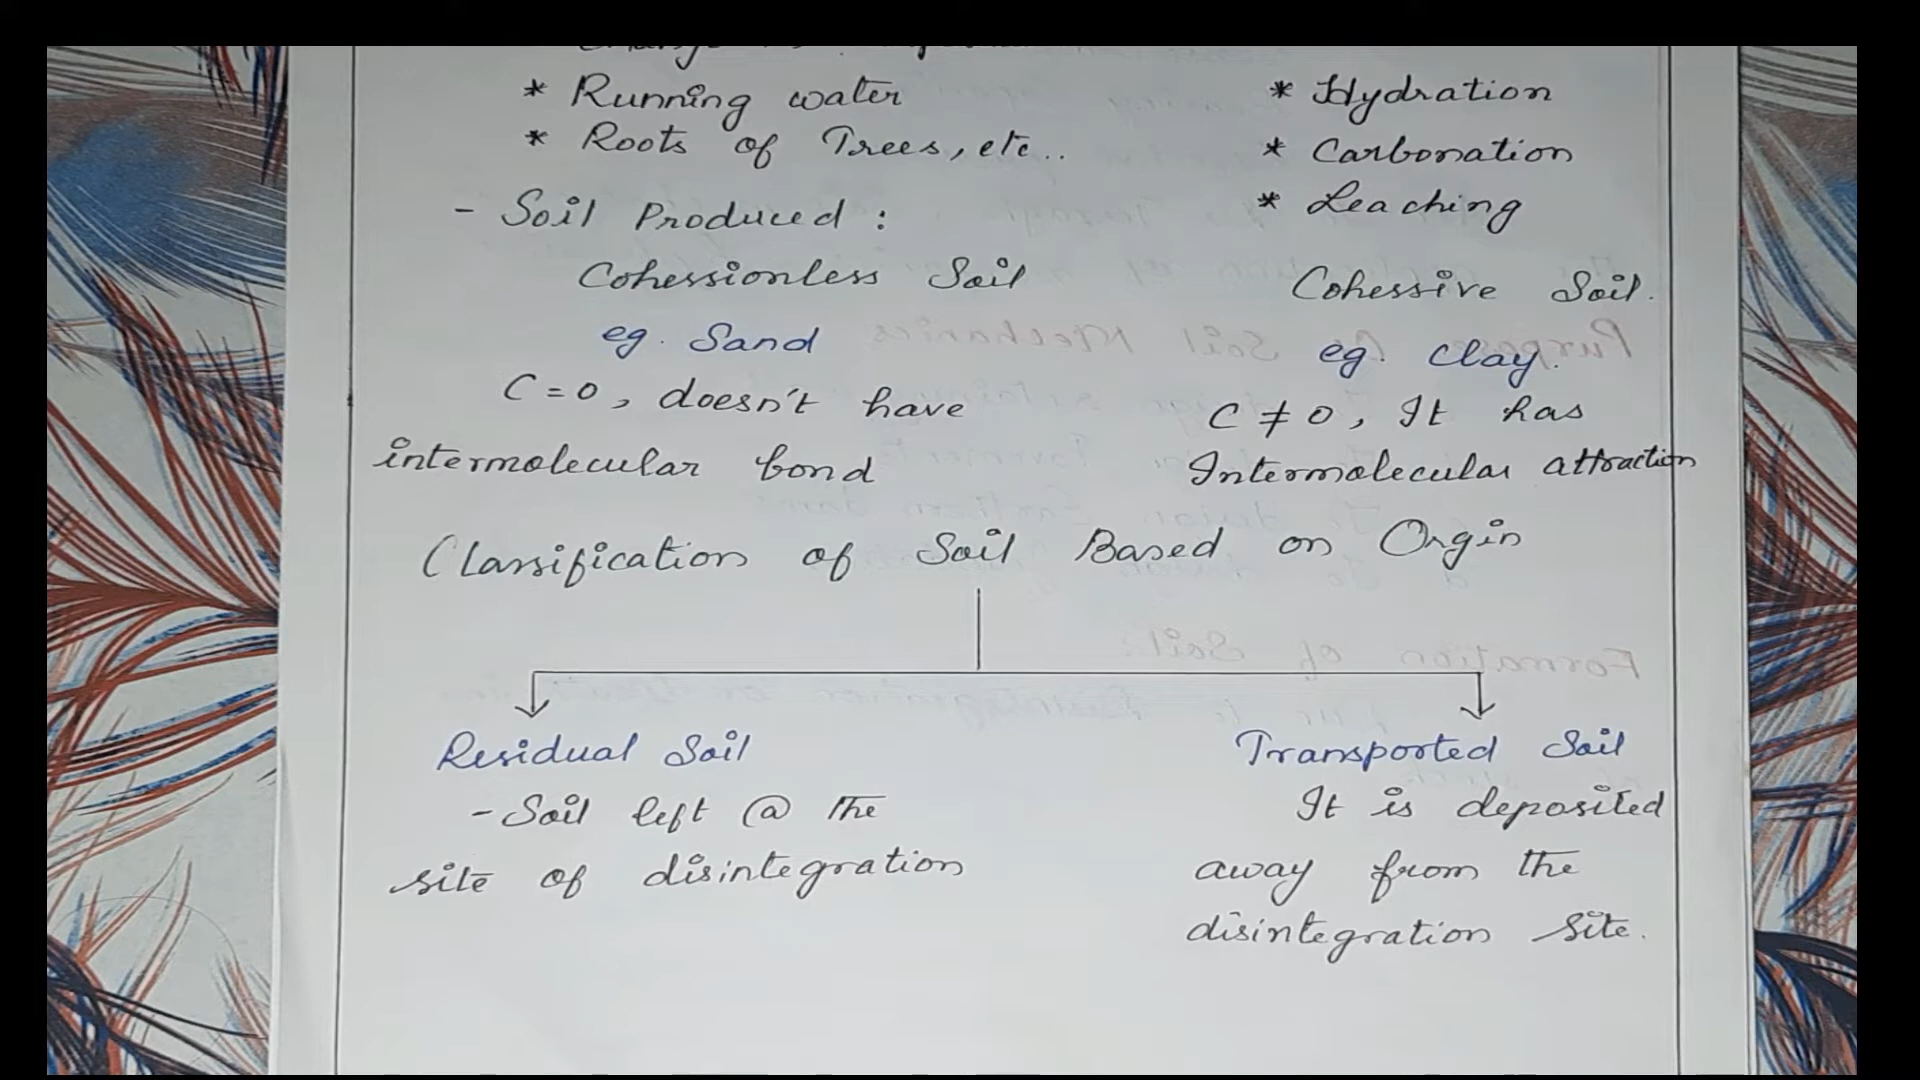 * Running water
* Hydration
* Roots of Trees, etc..
* Carbonation
- Soil Produced :
* Leaching
Cohessionless Soil
Cohessive Soil.
eg. Sand
eg. Clay.
C = 0, doesn't have
C ≠ 0, It has
intermolecular bond
Intermolecular attraction
Classification of Soil Based on Orgin
Residual Soil
Transported Soil
- Soil left @ the
It is deposited
site of disintegration
away from the
disintegration site.